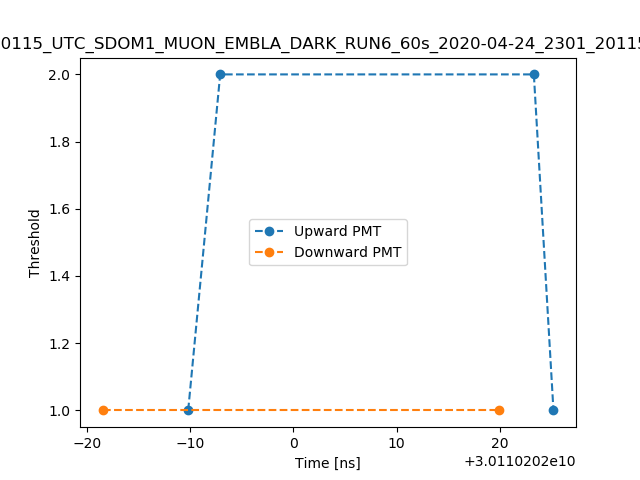 0115_UTC_SDOM1_MUON_EMBLA_DARK_RUN6_60s_2020-04-24_2301_20115
2.0
1.8
1.6
1.4
1.2
1.0
Threshold
Upward PMT
Downward PMT
−20
−10
0
10
20
Time [ns]
+3.0110202e10